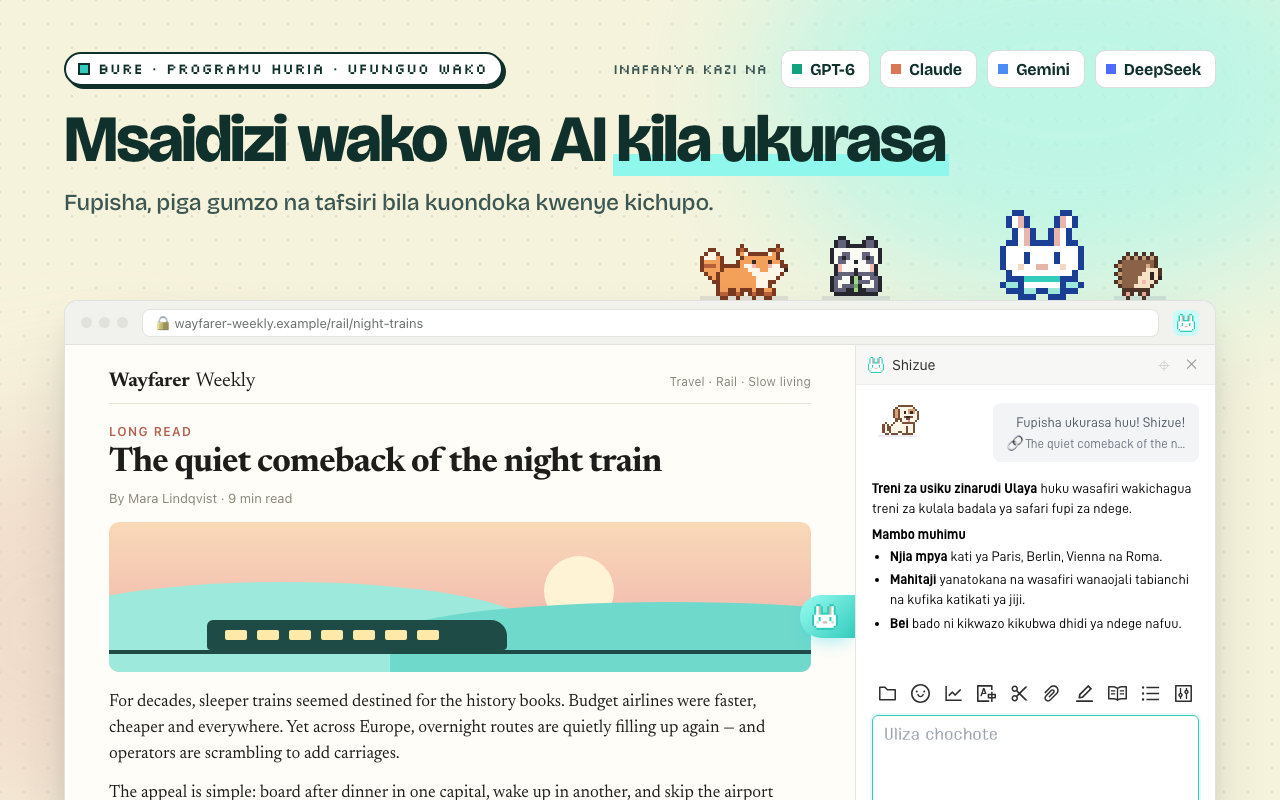 BURE · PROGRAMU HURIA · UFUNGUO WAKO
INAFANYA KAZI NA
GPT-6
Claude
Gemini
DeepSeek
Msaidizi wako wa AI kila ukurasa
Fupisha, piga gumzo na tafsiri bila kuondoka kwenye kichupo.
wayfarer-weekly.example/rail/night-trains
Wayfarer Weekly
Travel · Rail · Slow living
LONG READ
The quiet comeback of the night train
By Mara Lindqvist · 9 min read
For decades, sleeper trains seemed destined for the history books. Budget airlines were faster,
cheaper and everywhere. Yet across Europe, overnight routes are quietly filling up again — and
operators are scrambling to add carriages.
The appeal is simple: board after dinner in one capital, wake up in another, and skip the airport
Shizue
Fupisha ukurasa huu! Shizue!
The quiet comeback of the n…
Treni za usiku zinarudi Ulaya huku wasafiri wakichagua
treni za kulala badala ya safari fupi za ndege.
Mambo muhimu
• Njia mpya kati ya Paris, Berlin, Vienna na Roma.
• Mahitaji yanatokana na wasafiri wanaojali tabianchi
na kufika katikati ya jiji.
• Bei bado ni kikwazo kikubwa dhidi ya ndege nafuu.
Uliza chochote